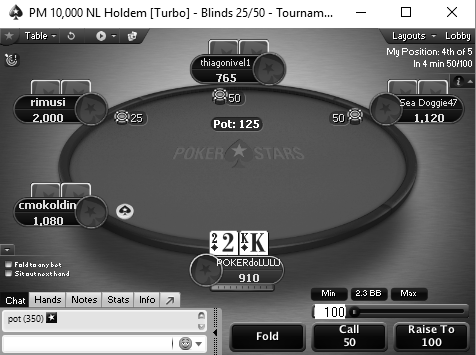 PM 10,000 NL Holdem [Turbo] - Blinds 25/50 - Tournam...
Table
Layouts
Lobby
My Position: 4th of 5
In 4 min 50/100
thiagonivel1
765
rimusi
2,000
50
25
50
Sea Doggie47
1,120
Pot: 125
POKER STARS
cmokoldin
1,080
2 2 K K
POKERdoLULU
910
Fold to any bot
Sit out next hand
Min
2.3 BB
Max
Chat
Hands
Notes
Stats
Info
100
pot (350)
Fold
Call
50
Raise To
100